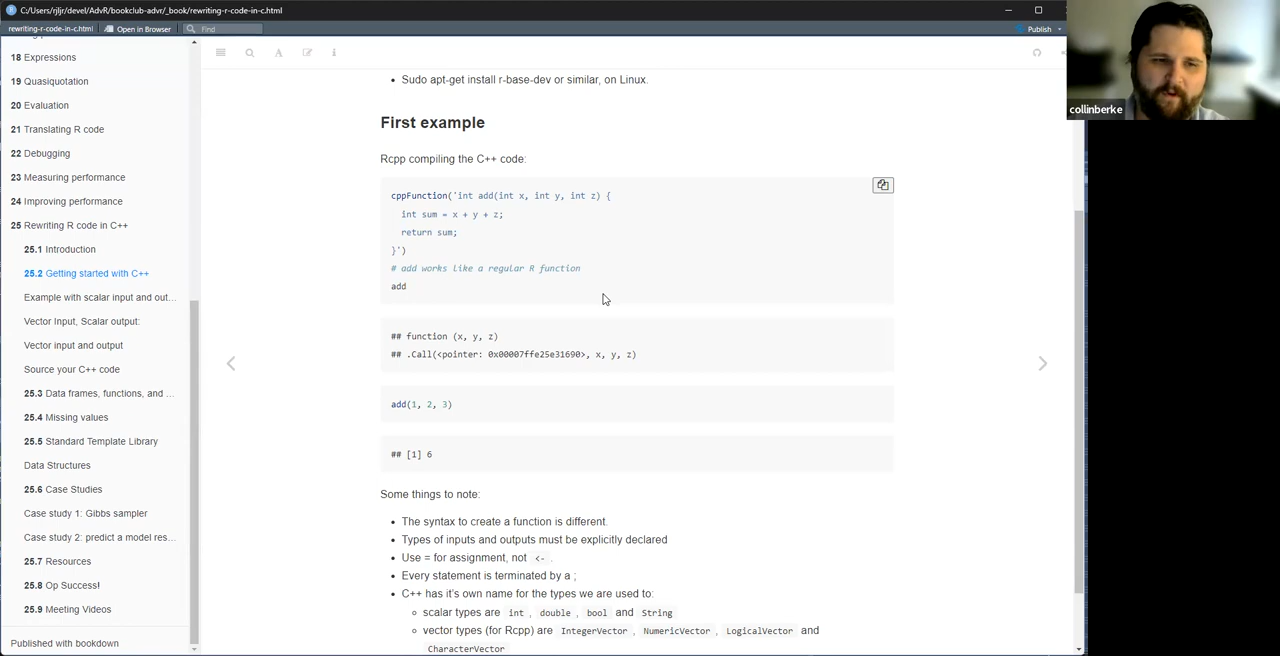 C:/Users/rjljr/devel/AdvR/bookclub-advr/_book/rewriting-r-code-in-c.html
rewriting-r-code-in-c.html
Open in Browser
Find
Publish
18 Expressions
19 Quasiquotation
20 Evaluation
21 Translating R code
22 Debugging
23 Measuring performance
24 Improving performance
25 Rewriting R code in C++
25.1 Introduction
25.2 Getting started with C++
Example with scalar input and out...
Vector Input, Scalar output:
Vector input and output
Source your C++ code
25.3 Data frames, functions, and ...
25.4 Missing values
25.5 Standard Template Library
Data Structures
25.6 Case Studies
Case study 1: Gibbs sampler
Case study 2: predict a model res...
25.7 Resources
25.8 Op Success!
25.9 Meeting Videos
Published with bookdown
• Sudo apt-get install r-base-dev or similar, on Linux.
First example
Rcpp compiling the C++ code:
cppFunction('int add(int x, int y, int z) {
  int sum = x + y + z;
  return sum;
}')
# add works like a regular R function
add
## function (x, y, z)
## .Call(<pointer: 0x00007ffe25e31690>, x, y, z)
add(1, 2, 3)
## [1] 6
Some things to note:
• The syntax to create a function is different.
• Types of inputs and outputs must be explicitly declared
• Use = for assignment, not <- .
• Every statement is terminated by a ;
• C++ has it's own name for the types we are used to:
◦ scalar types are int , double , bool and String
◦ vector types (for Rcpp) are IntegerVector , NumericVector , LogicalVector and
CharacterVector
collinberke